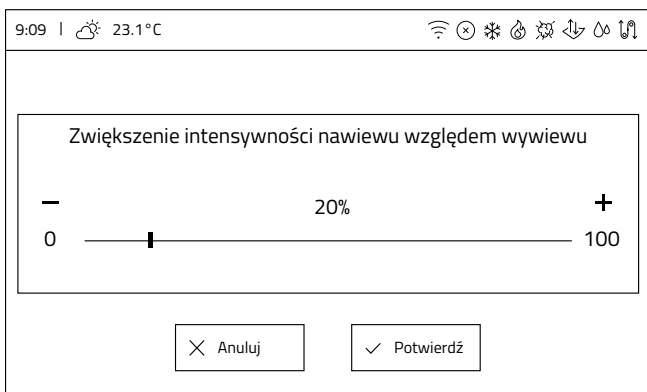 9:09 | 23.1°C
Zwiększenie intensywności nawiewu względem wywiewu
20%
0 100
Anuluj Potwierdź